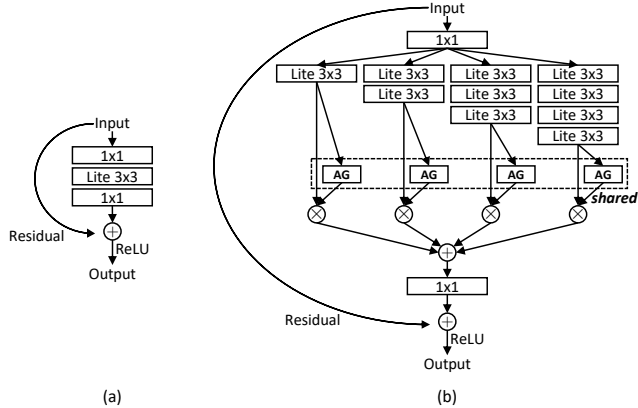 Input
1x1
Lite 3x3
1x1
Residual
ReLU
Output
(a)
Input
1x1
Lite 3x3 Lite 3x3 Lite 3x3 Lite 3x3
Lite 3x3 Lite 3x3 Lite 3x3
Lite 3x3 Lite 3x3
Lite 3x3
AG AG AG AG
shared
1x1
Residual
ReLU
Output
(b)